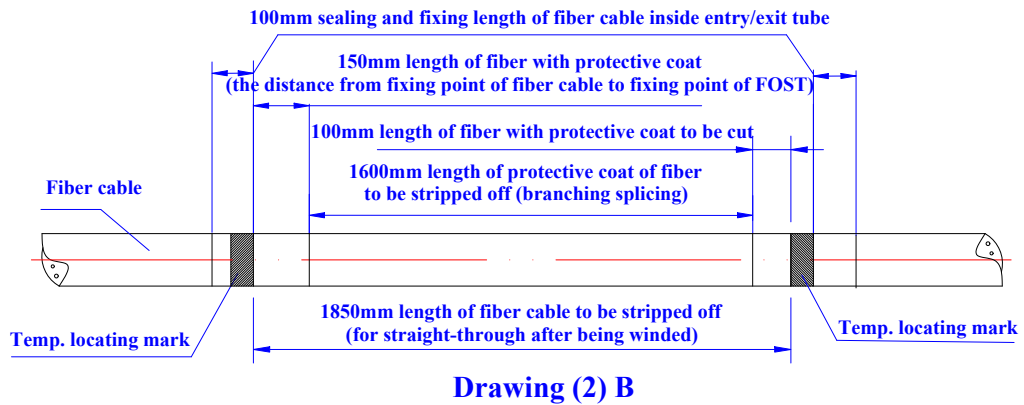 100mm sealing and fixing length of fiber cable inside entry/exit tube
150mm length of fiber with protective coat
(the distance from fixing point of fiber cable to fixing point of FOST)
100mm length of fiber with protective coat to be cut
1600mm length of protective coat of fiber
to be stripped off (branching splicing)
Fiber cable
1850mm length of fiber cable to be stripped off
(for straight-through after being winded)
Temp. locating mark
Temp. locating mark
Drawing (2) B